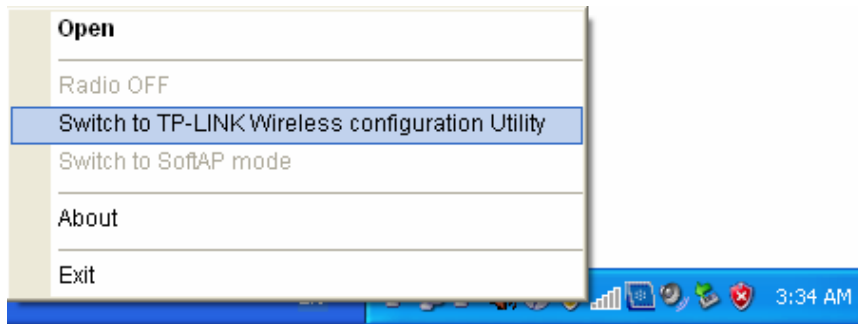 Open
Radio OFF
Switch to TP-LINK Wireless configuration Utility
Switch to SoftAP mode
About
Exit
3:34 AM